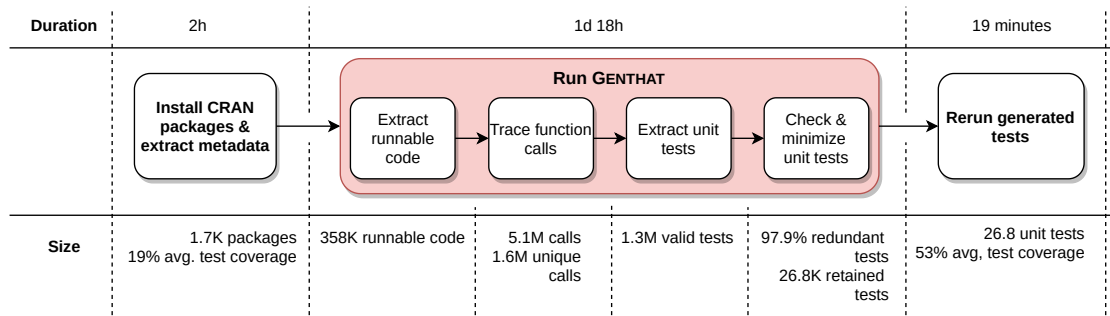 Duration
2h
1d 18h
19 minutes
Run GENTHAT
Install CRAN
packages &
extract metadata
Extract
runnable
code
Trace function
calls
Extract unit
tests
Check &
minimize
unit tests
Rerun generated
tests
Size
1.7K packages
19% avg. test coverage
358K runnable code
5.1M calls
1.6M unique
calls
1.3M valid tests
97.9% redundant
tests
26.8K retained
tests
26.8 unit tests
53% avg, test coverage